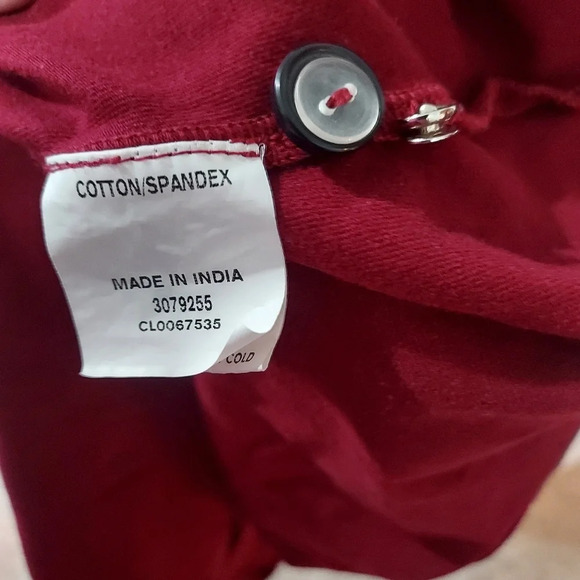 COTTON/SPANDEX
MADE IN INDIA
3079255
CL0067535
COLD